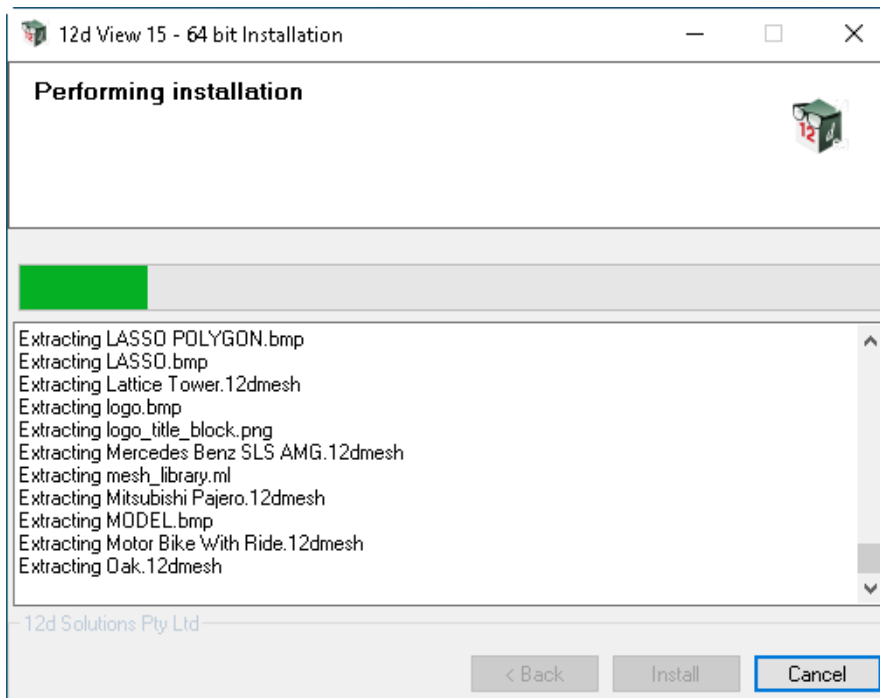 12d View 15 - 64 bit Installation
Performing installation
12 d
Extracting LASSO POLYGON.bmp
Extracting LASSO.bmp
Extracting Lattice Tower.12dmesh
Extracting logo.bmp
Extracting logo_title_block.png
Extracting Mercedes Benz SLS AMG.12dmesh
Extracting mesh_library.ml
Extracting Mitsubishi Pajero.12dmesh
Extracting MODEL.bmp
Extracting Motor Bike With Ride.12dmesh
Extracting Oak.12dmesh
12d Solutions Pty Ltd
< Back Install Cancel